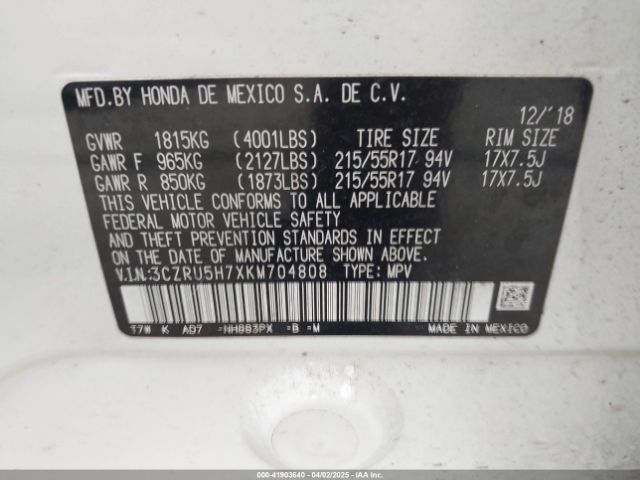 MFD.BY HONDA DE MEXICO S.A. DE C.V.
12/'18
GVWR 1815KG (4001LBS) TIRE SIZE RIM SIZE
GAWR F 965KG (2127LBS) 215/55R17 94V 17X7.5J
GAWR R 850KG (1873LBS) 215/55R17 94V 17X7.5J
THIS VEHICLE CONFORMS TO ALL APPLICABLE
FEDERAL MOTOR VEHICLE SAFETY
AND THEFT PREVENTION STANDARDS IN EFFECT
ON THE DATE OF MANUFACTURE SHOWN ABOVE.
V.I.N.:3CZRU5H7XKM704808 TYPE: MPV
T7W K AD7 -NH883PX -B -M MADE IN MEXICO
000-41903640 - 04/02/2025 - IAAI.COM